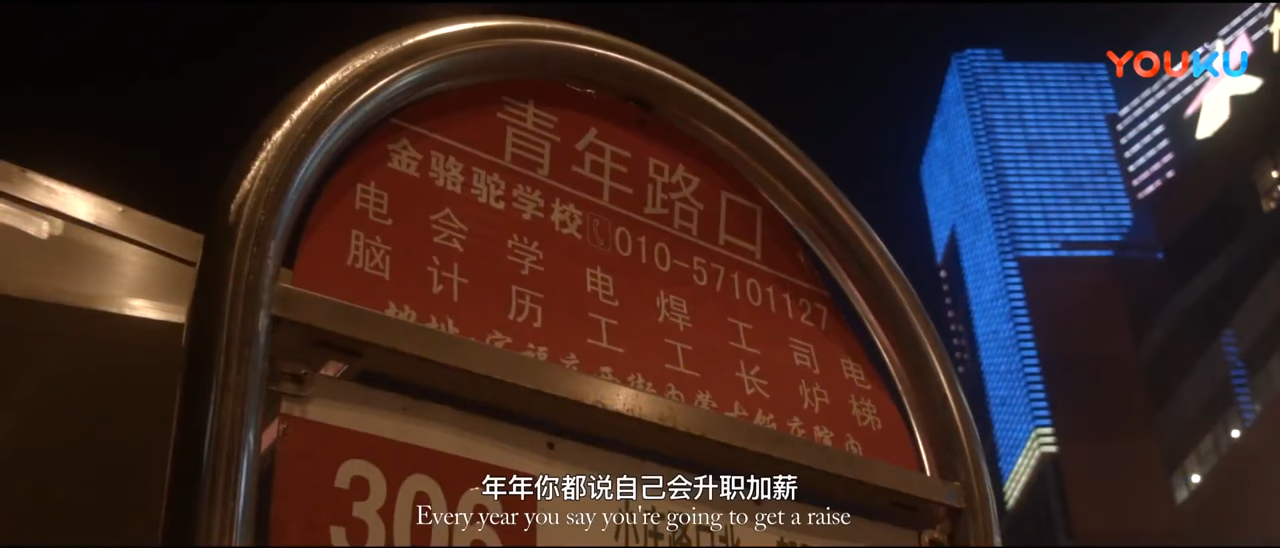 YOUKU
青年路口
金骆驼学校 010-57101127
电脑 会计 学历 电工 焊工 工长 司炉 电梯
306
年年你都说自己会升职加薪
Every year you say you're going to get a raise